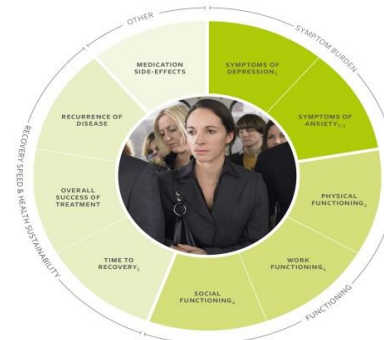 OTHER
SYMPTOM BURDEN
MEDICATION
SIDE-EFFECTS
SYMPTOMS OF
DEPRESSION
RECURRENCE OF
DISEASE
SYMPTOMS OF
ANXIETY
OVERALL
SUCCESS OF
TREATMENT
PHYSICAL
FUNCTIONING
TIME TO
RECOVERY
WORK
FUNCTIONING
SOCIAL
FUNCTIONING
RECOVERY SPEED & HEALTH SUSTAINABILITY
FUNCTIONING